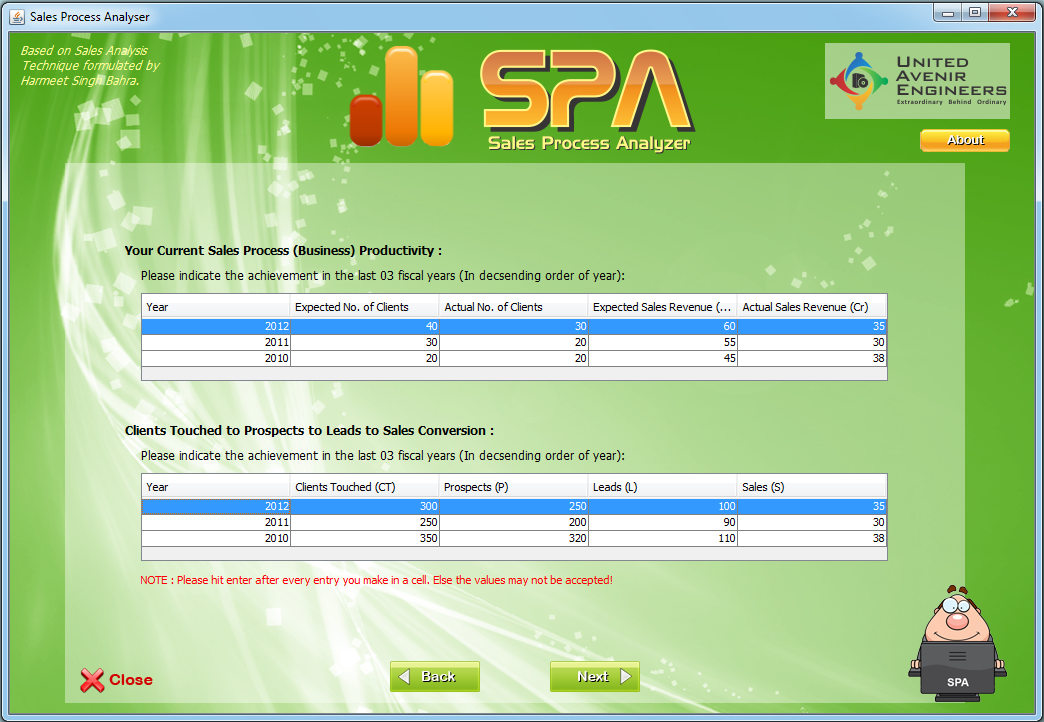 Sales Process Analyser
Based on Sales Analysis
Technique formulated by
Harmeet Singh Bahra.
SPA
Sales Process Analyzer
UNITED
AVENIR
ENGINEERS
Extraordinary Behind Ordinary
About
Your Current Sales Process (Business) Productivity :
Please indicate the achievement in the last 03 fiscal years (In decsending order of year):
Year Expected No. of Clients Actual No. of Clients Expected Sales Revenue (... Actual Sales Revenue (Cr)
2012 40 30 60 35
2011 30 20 55 30
2010 20 20 45 38
Clients Touched to Prospects to Leads to Sales Conversion :
Please indicate the achievement in the last 03 fiscal years (In decsending order of year):
Year Clients Touched (CT) Prospects (P) Leads (L) Sales (S)
2012 300 250 100 35
2011 250 200 90 30
2010 350 320 110 38
NOTE : Please hit enter after every entry you make in a cell. Else the values may not be accepted!
Close
Back
Next
SPA